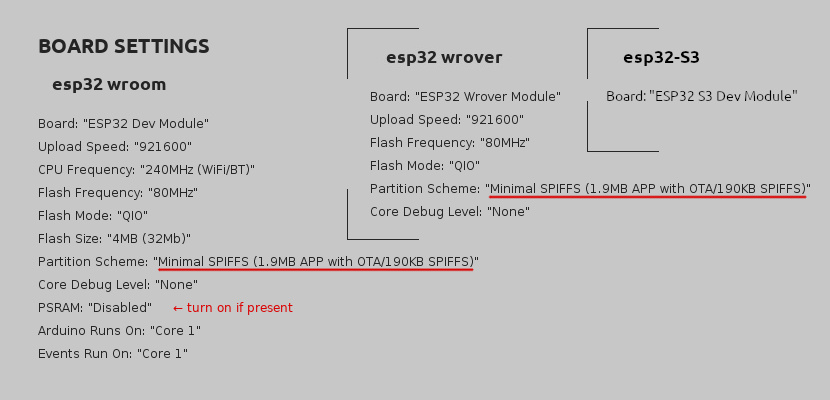 BOARD SETTINGS
esp32 wroom
Board: "ESP32 Dev Module"
Upload Speed: "921600"
CPU Frequency: "240MHz (WiFi/BT)"
Flash Frequency: "80MHz"
Flash Mode: "QIO"
Flash Size: "4MB (32Mb)"
Partition Scheme: "Minimal SPIFFS (1.9MB APP with OTA/190KB SPIFFS)"
Core Debug Level: "None"
PSRAM: "Disabled" ← turn on if present
Arduino Runs On: "Core 1"
Events Run On: "Core 1"
esp32 wrover
Board: "ESP32 Wrover Module"
Upload Speed: "921600"
Flash Frequency: "80MHz"
Flash Mode: "QIO"
Partition Scheme: "Minimal SPIFFS (1.9MB APP with OTA/190KB SPIFFS)"
Core Debug Level: "None"
esp32-S3
Board: "ESP32 S3 Dev Module"